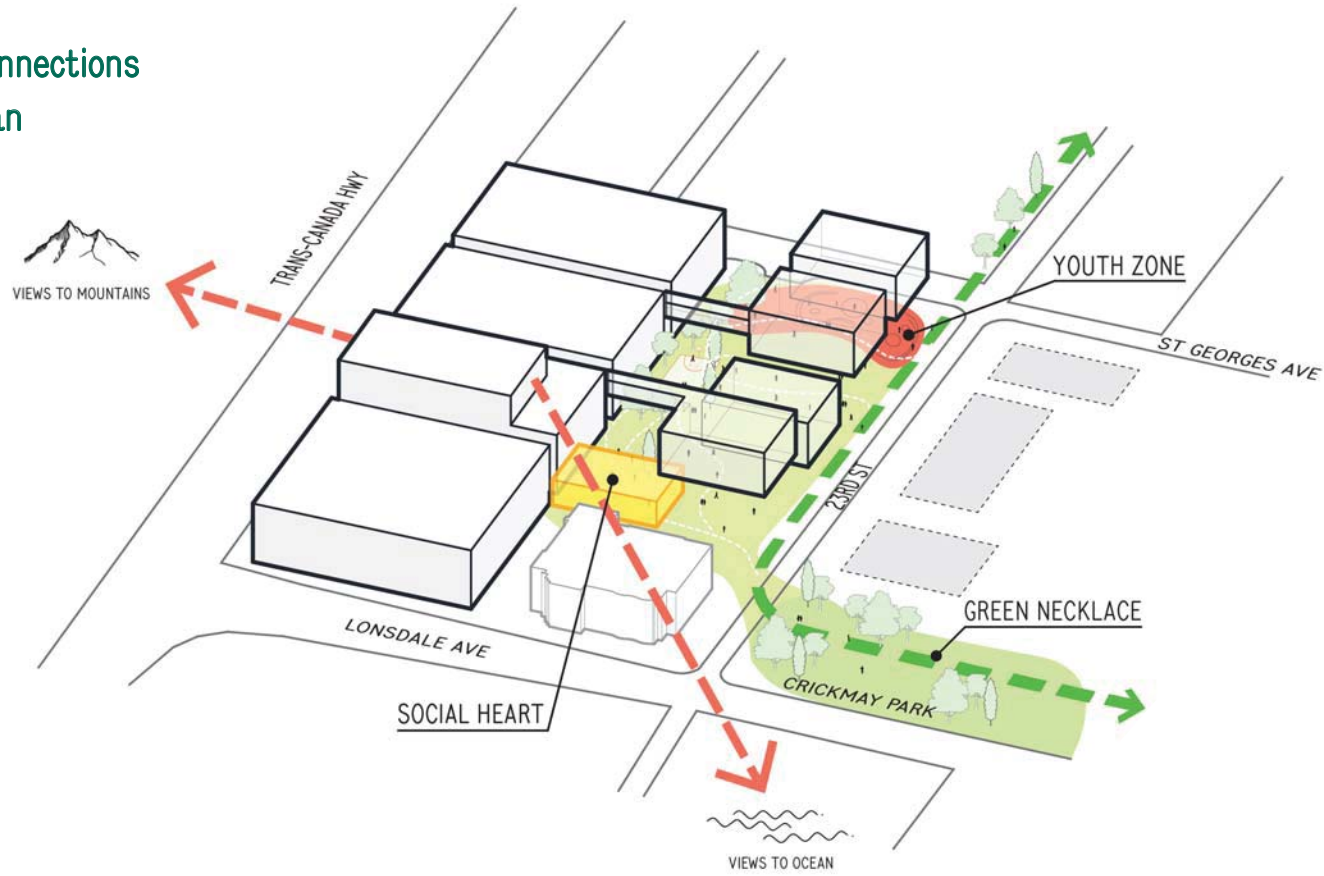 nnections
an
TRANS-CANADA HWY
VIEWS TO MOUNTAINS
YOUTH ZONE
ST GEORGES AVE
23RD ST
GREEN NECKLACE
LONSDALE AVE
CRICKMAY PARK
SOCIAL HEART
VIEWS TO OCEAN